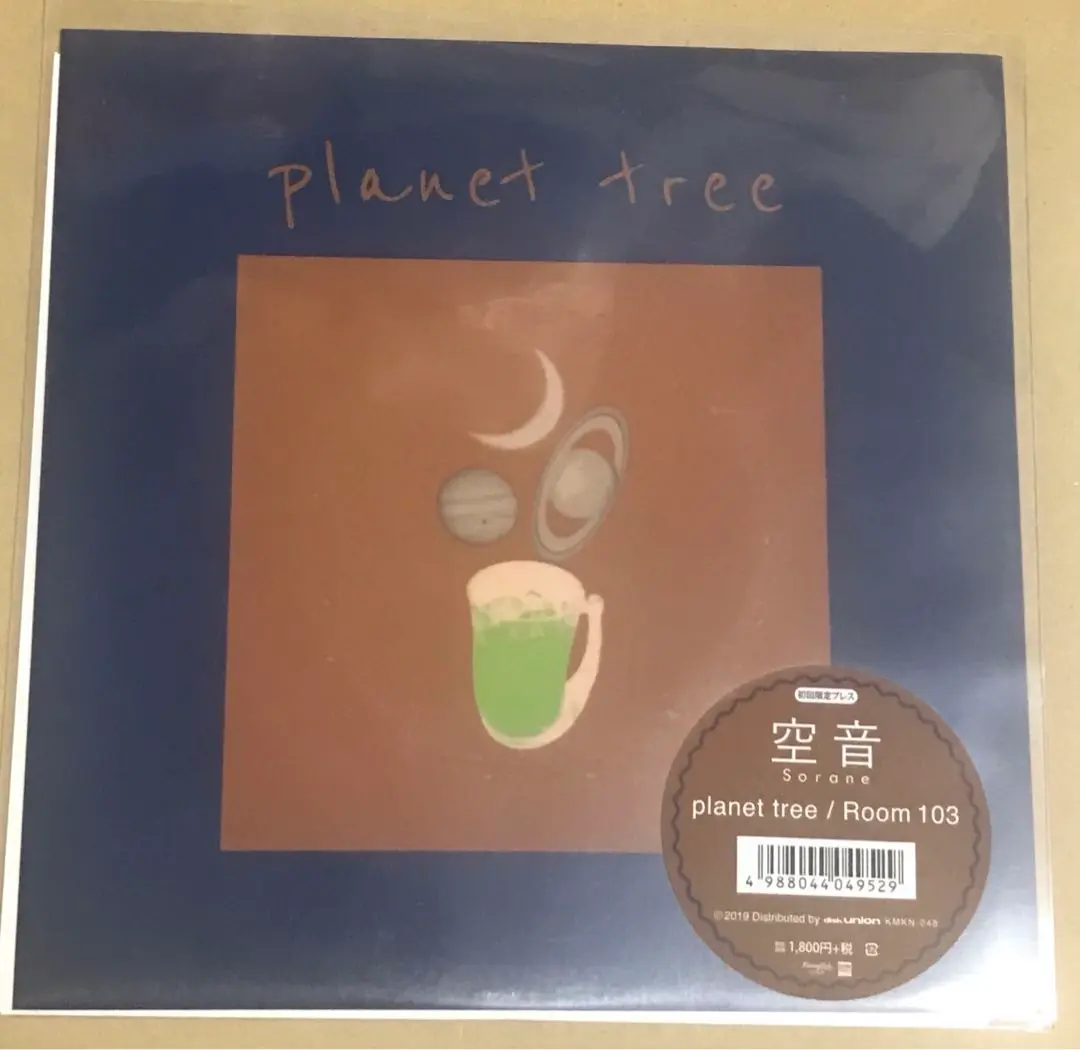 planet tree
初回限定プレス
空音
Sorane
planet tree / Room 103
4 988044 049529
©2019 Distributed by diskunion KMKN-048
1,800円+税